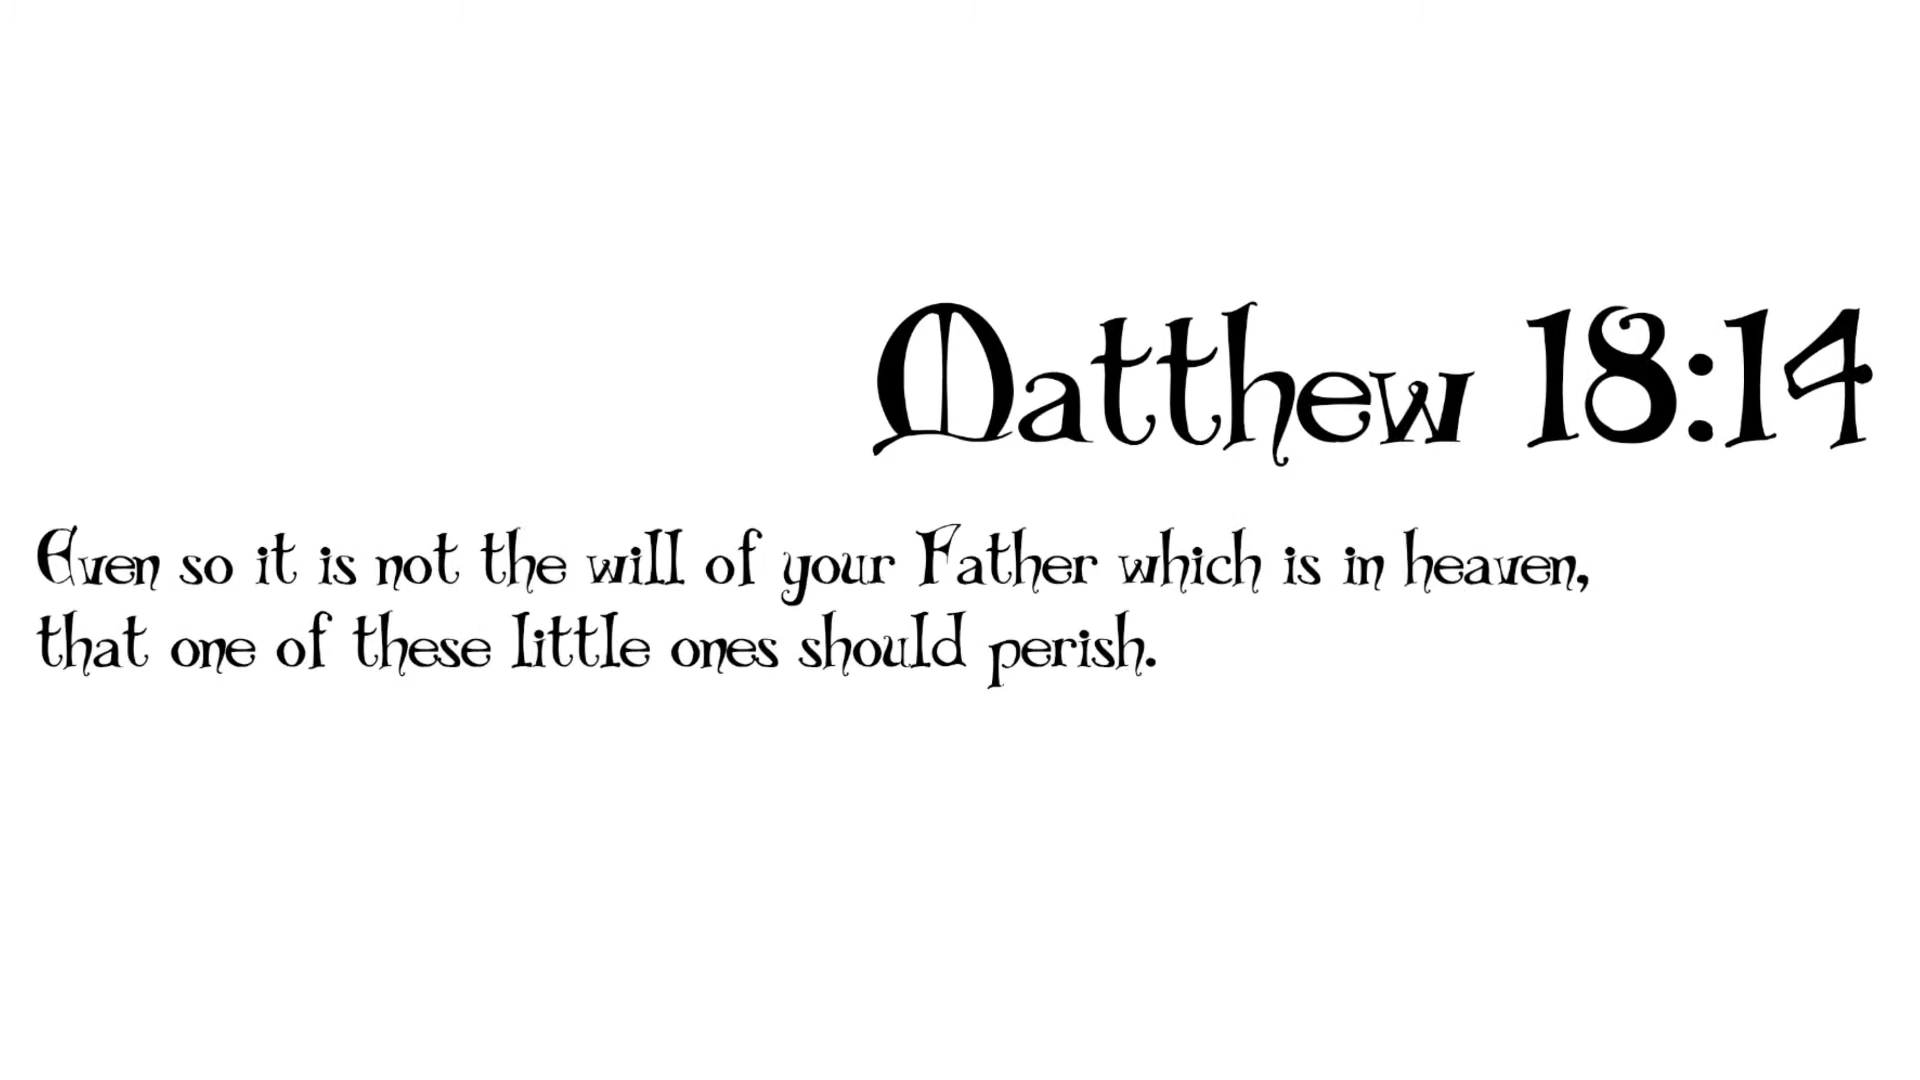 Matthew 18:14
Even so it is not the will of your Father which is in heaven,
that one of these little ones should perish.